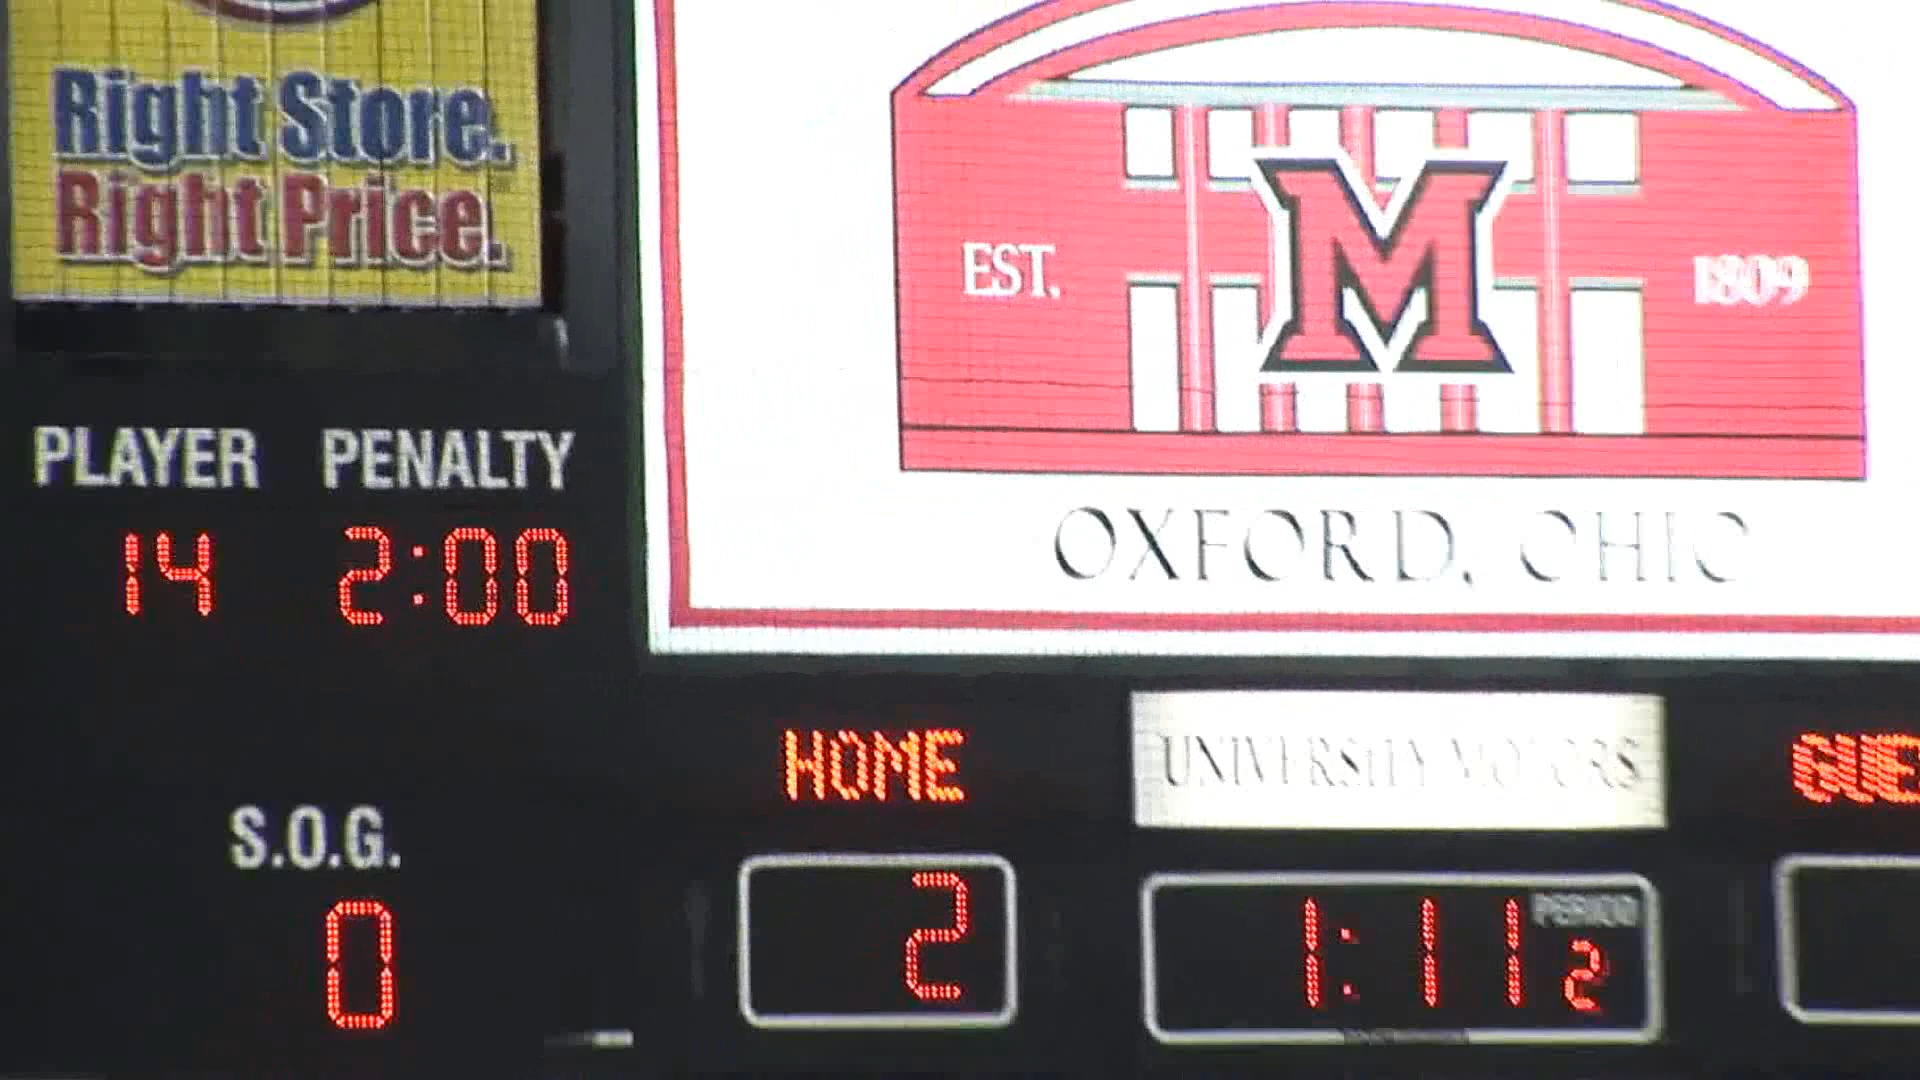 Right Store.
Right Price.
M
EST. 1809
OXFORD, OHIO
PLAYER PENALTY
14 2:00
HOME UNIVERSITY MOTORS
S.O.G.
0
2
PERIOD
1:11 2